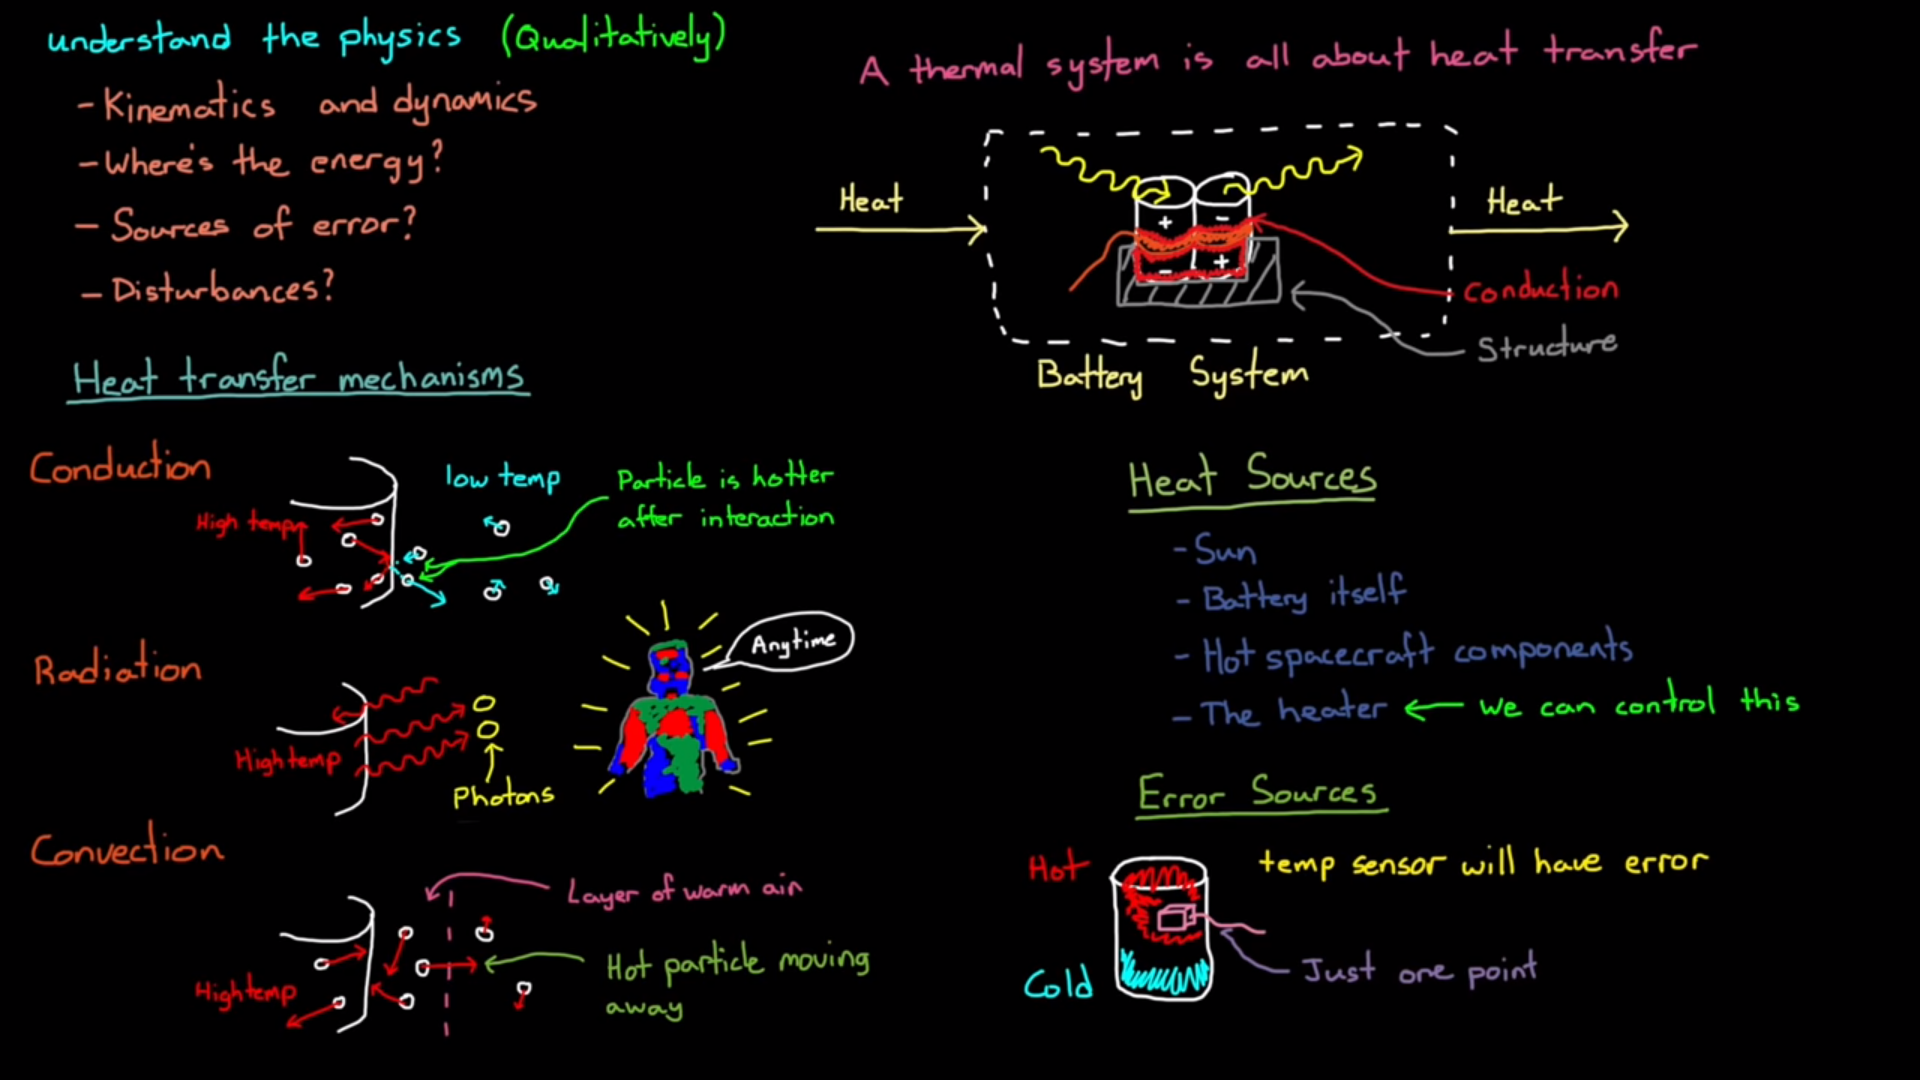 understand the physics (Qualitatively)
- Kinematics and dynamics
- Where's the energy?
- Sources of error?
- Disturbances?
Heat transfer mechanisms
Conduction
High temp
low temp
Particle is hotter
after interaction
Radiation
High temp
Photons
Anytime
Convection
High temp
Layer of warm air
Hot particle moving
away
A thermal system is all about heat transfer
Heat
+ -
- +
Heat
Conduction
Structure
Battery System
Heat Sources
- Sun
- Battery itself
- Hot spacecraft components
- The heater ← we can control this
Error Sources
Hot
temp sensor will have error
Cold
Just one point